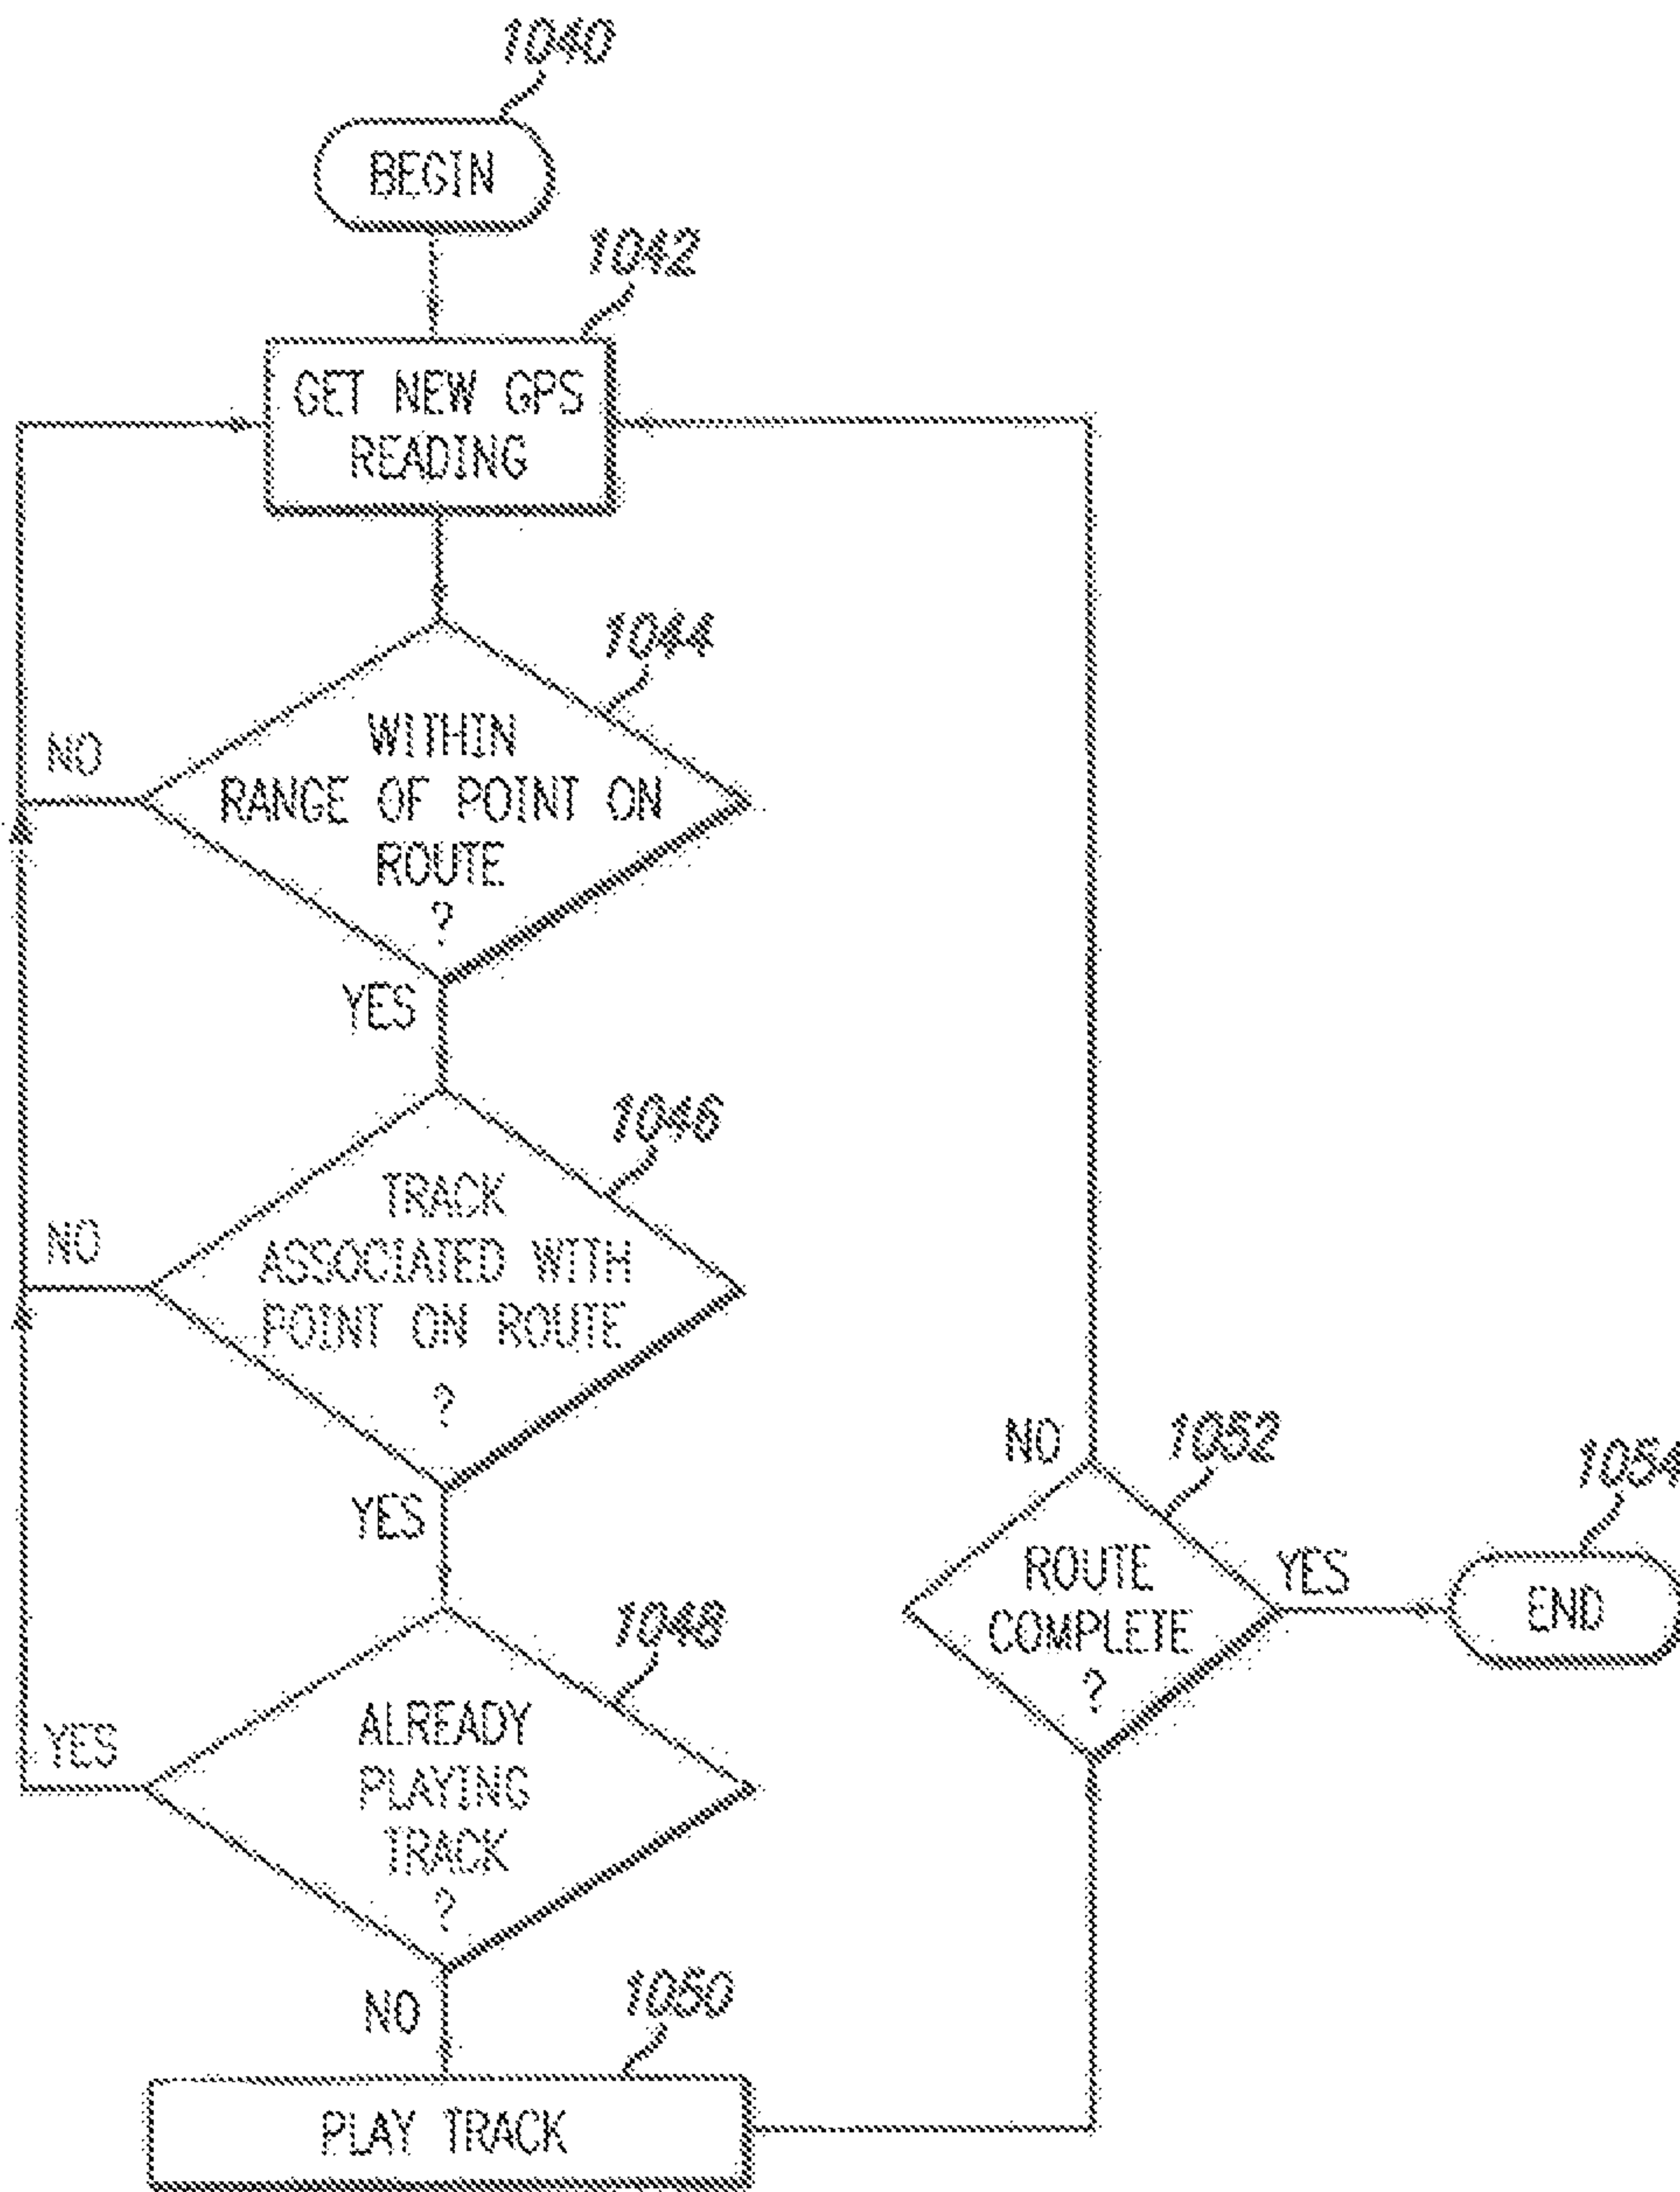 1040
BEGIN
1042
GET NEW GPS
READING
1044
WITHIN
RANGE OF POINT ON
ROUTE
?
NO
YES
1046
TRACK
ASSOCIATED WITH
POINT ON ROUTE
?
NO
YES
1048
ALREADY
PLAYING
TRACK
?
YES
NO
1050
PLAY TRACK
NO
1052
ROUTE
COMPLETE
?
YES
1054
END